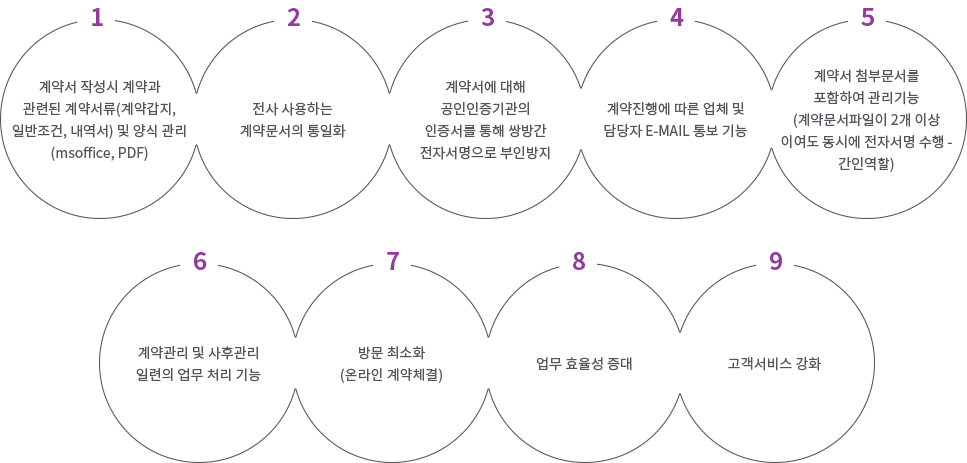 1
계약서 작성시 계약과
관련된 계약서류(계약갑지,
일반조건, 내역서) 및 양식 관리
(msoffice, PDF)
2
전사 사용하는
계약문서의 통일화
3
계약서에 대해
공인인증기관의
인증서를 통해 쌍방간
전자서명으로 부인방지
4
계약진행에 따른 업체 및
담당자 E-MAIL 통보 기능
5
계약서 첨부문서를
포함하여 관리기능
(계약문서파일이 2개 이상
이여도 동시에 전자서명 수행 -
간인역할)
6
계약관리 및 사후관리
일련의 업무 처리 기능
7
방문 최소화
(온라인 계약체결)
8
업무 효율성 증대
9
고객서비스 강화